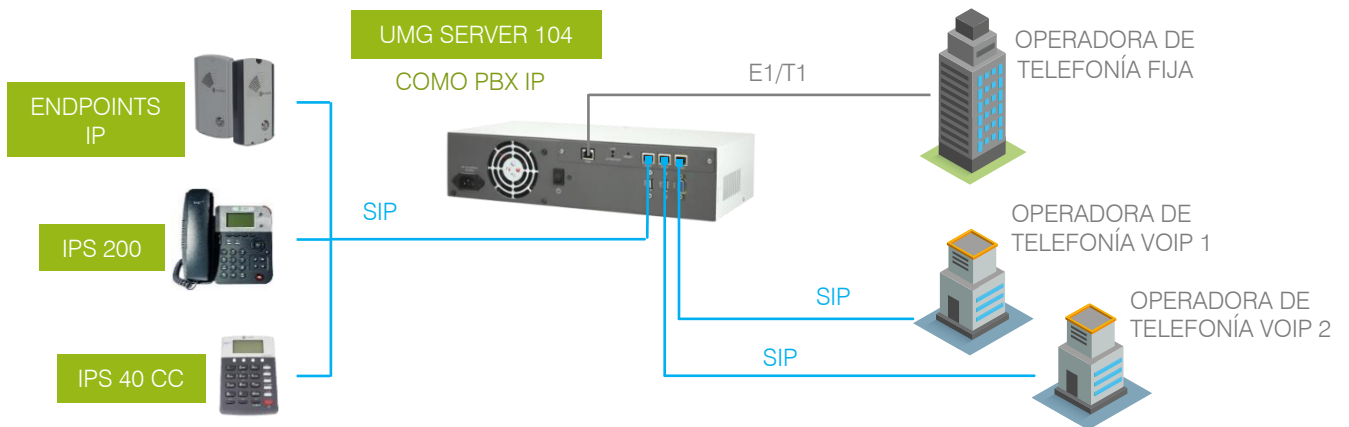 UMG SERVER 104
COMO PBX IP
E1/T1
OPERADORA DE
TELEFONÍA FIJA
ENDPOINTS
IP
IPS 200
SIP
OPERADORA DE
TELEFONÍA VOIP 1
SIP
OPERADORA DE
TELEFONÍA VOIP 2
SIP
IPS 40 CC